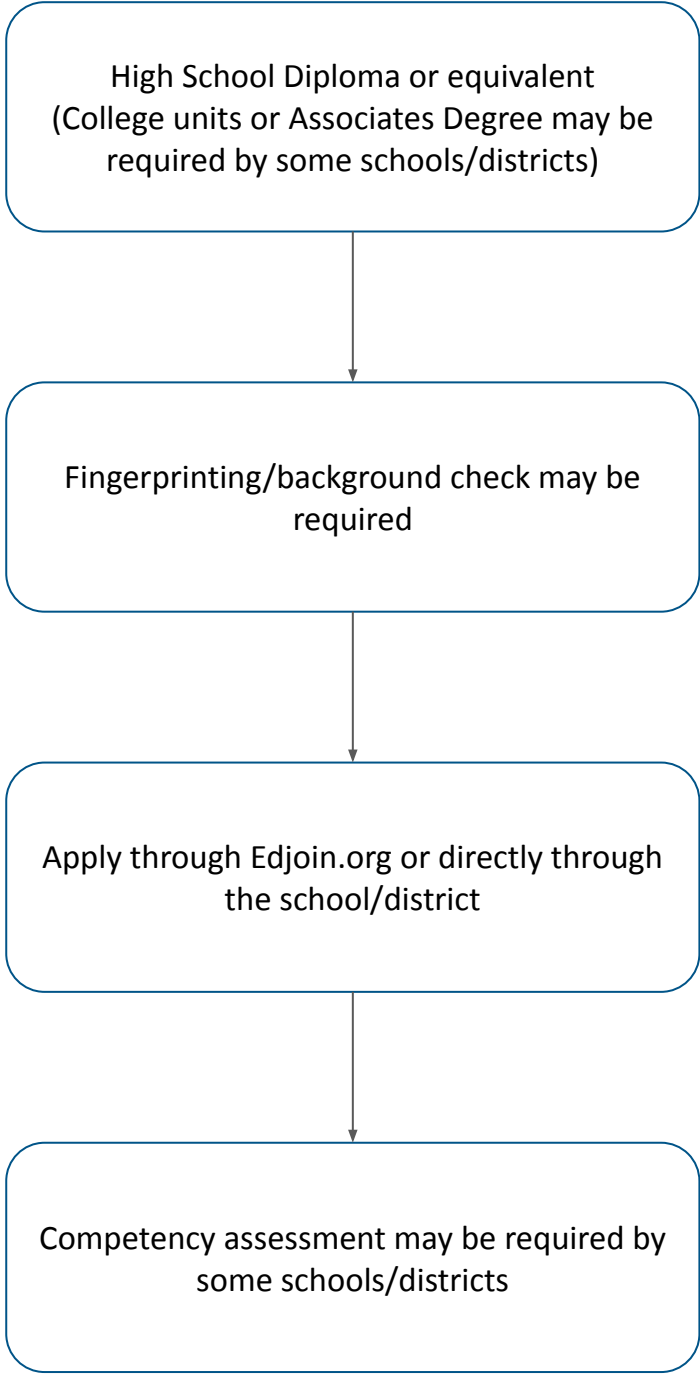 High School Diploma or equivalent
(College units or Associates Degree may be
required by some schools/districts)
Fingerprinting/background check may be
required
Apply through Edjoin.org or directly through
the school/district
Competency assessment may be required by
some schools/districts